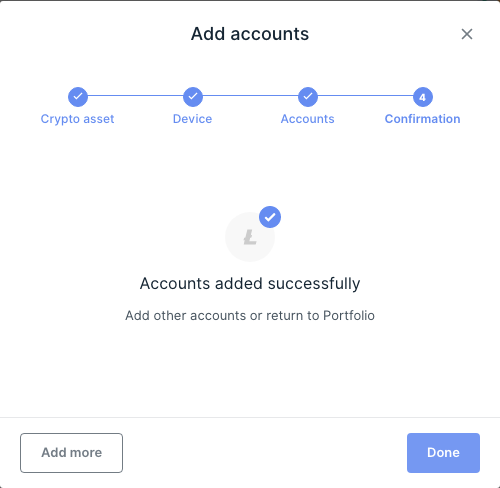 Add accounts
Crypto asset
Device
Accounts
4
Confirmation
Accounts added successfully
Add other accounts or return to Portfolio
Add more
Done